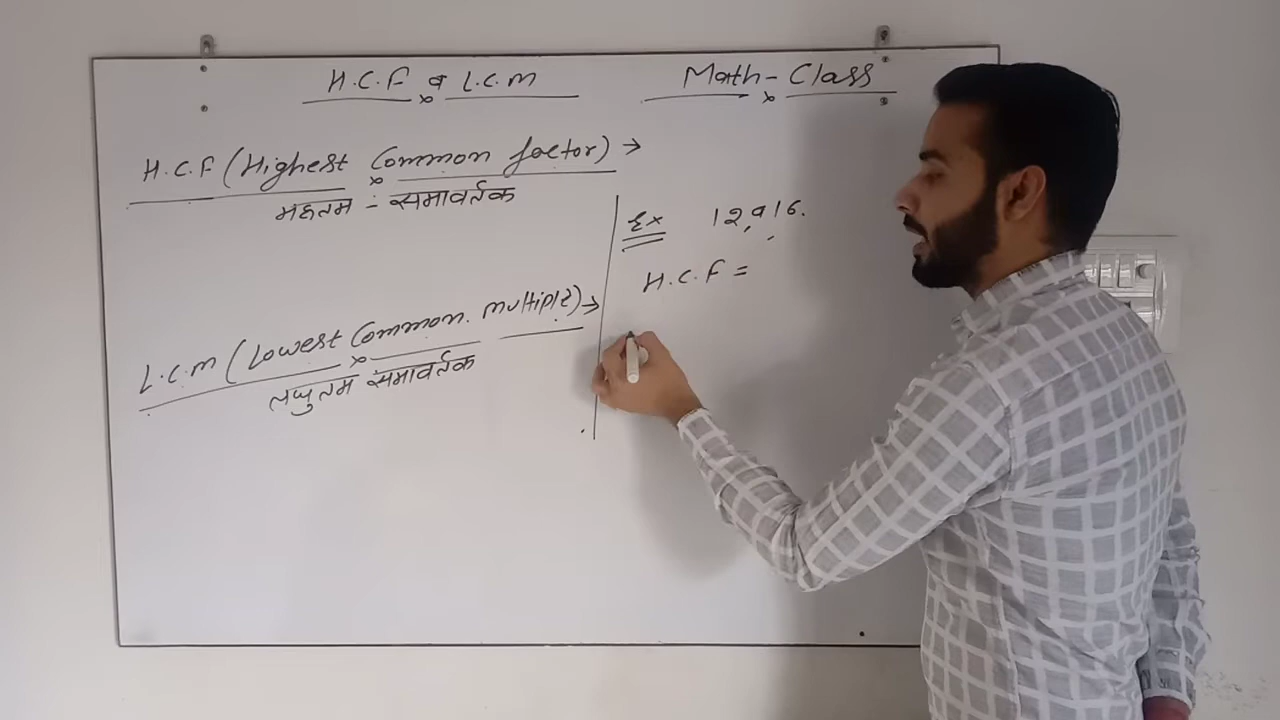 H.C.F व L.C.M
Math-Class
H.C.F (Highest Common factor) →
महतम - समावर्तक
L.C.M (Lowest Common. Multiple) →
लघुतम समावर्तक
Ex 12, व 16.
H.C.F =